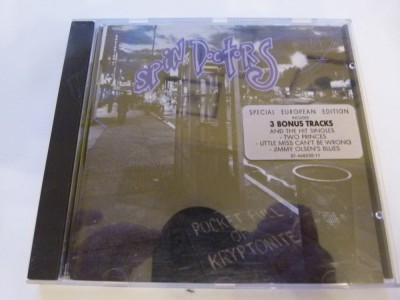 SPIN DOCTORS
SPECIAL EUROPEAN EDITION
3 BONUS TRACKS
AND THE HIT SINGLES
- TWO PRINCES
- LITTLE MISS CAN'T BE WRONG
- JIMMY OLSEN'S BLUES
POCKET FULL
OF
KRYPTONITE